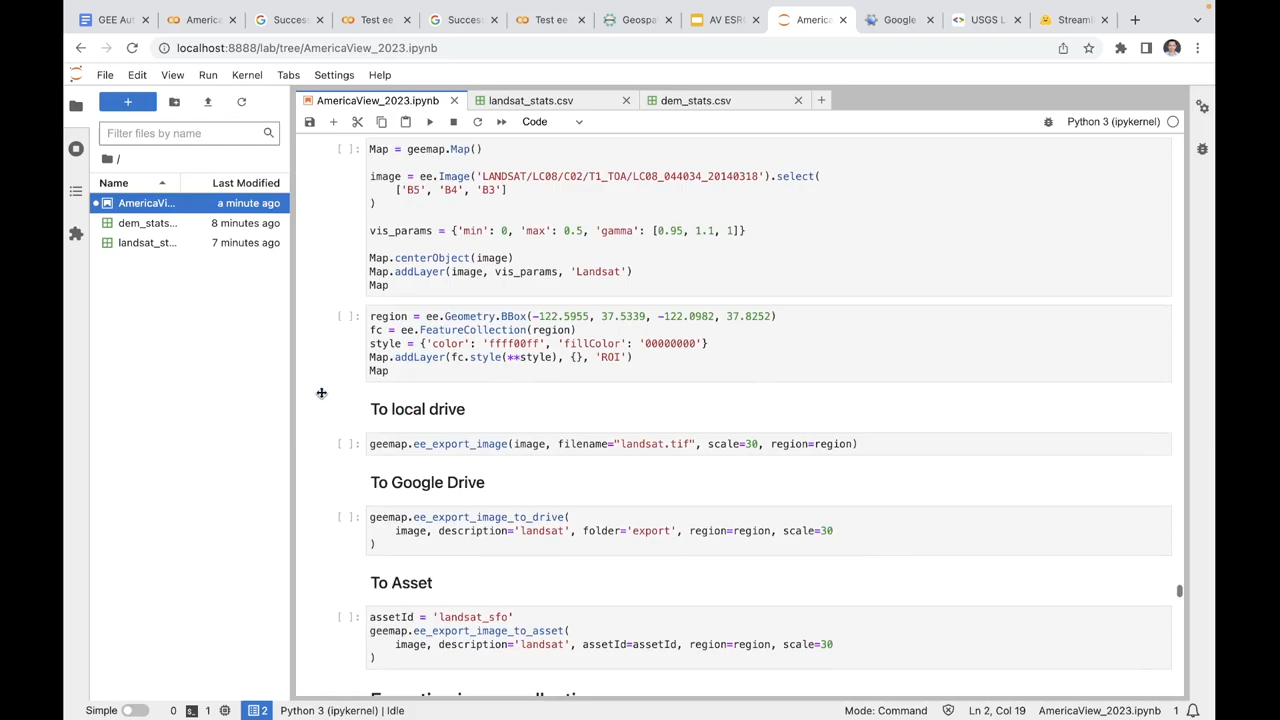 GEE Aut
America
Success
Test ee
Success
Test ee
Geospa
AV ESRC
America
Google
USGS L
Streaml
localhost:8888/lab/tree/AmericaView_2023.ipynb
File Edit View Run Kernel Tabs Settings Help
AmericaView_2023.ipynb
landsat_stats.csv
dem_stats.csv
Filter files by name
Code
Python 3 (ipykernel)
/
Name Last Modified
AmericaVi... a minute ago
dem_stats... 8 minutes ago
landsat_st... 7 minutes ago
[ ]: Map = geemap.Map()
image = ee.Image('LANDSAT/LC08/C02/T1_TOA/LC08_044034_20140318').select(
['B5', 'B4', 'B3']
)
vis_params = {'min': 0, 'max': 0.5, 'gamma': [0.95, 1.1, 1]}
Map.centerObject(image)
Map.addLayer(image, vis_params, 'Landsat')
Map
[ ]: region = ee.Geometry.BBox(-122.5955, 37.5339, -122.0982, 37.8252)
fc = ee.FeatureCollection(region)
style = {'color': 'ffff00ff', 'fillColor': '00000000'}
Map.addLayer(fc.style(**style), {}, 'ROI')
Map
To local drive
[ ]: geemap.ee_export_image(image, filename="landsat.tif", scale=30, region=region)
To Google Drive
[ ]: geemap.ee_export_image_to_drive(
image, description='landsat', folder='export', region=region, scale=30
)
To Asset
[ ]: assetId = 'landsat_sfo'
geemap.ee_export_image_to_asset(
image, description='landsat', assetId=assetId, region=region, scale=30
)
Simple 0 1 2 Python 3 (ipykernel) | Idle Mode: Command Ln 2, Col 19 AmericaView_2023.ipynb 1